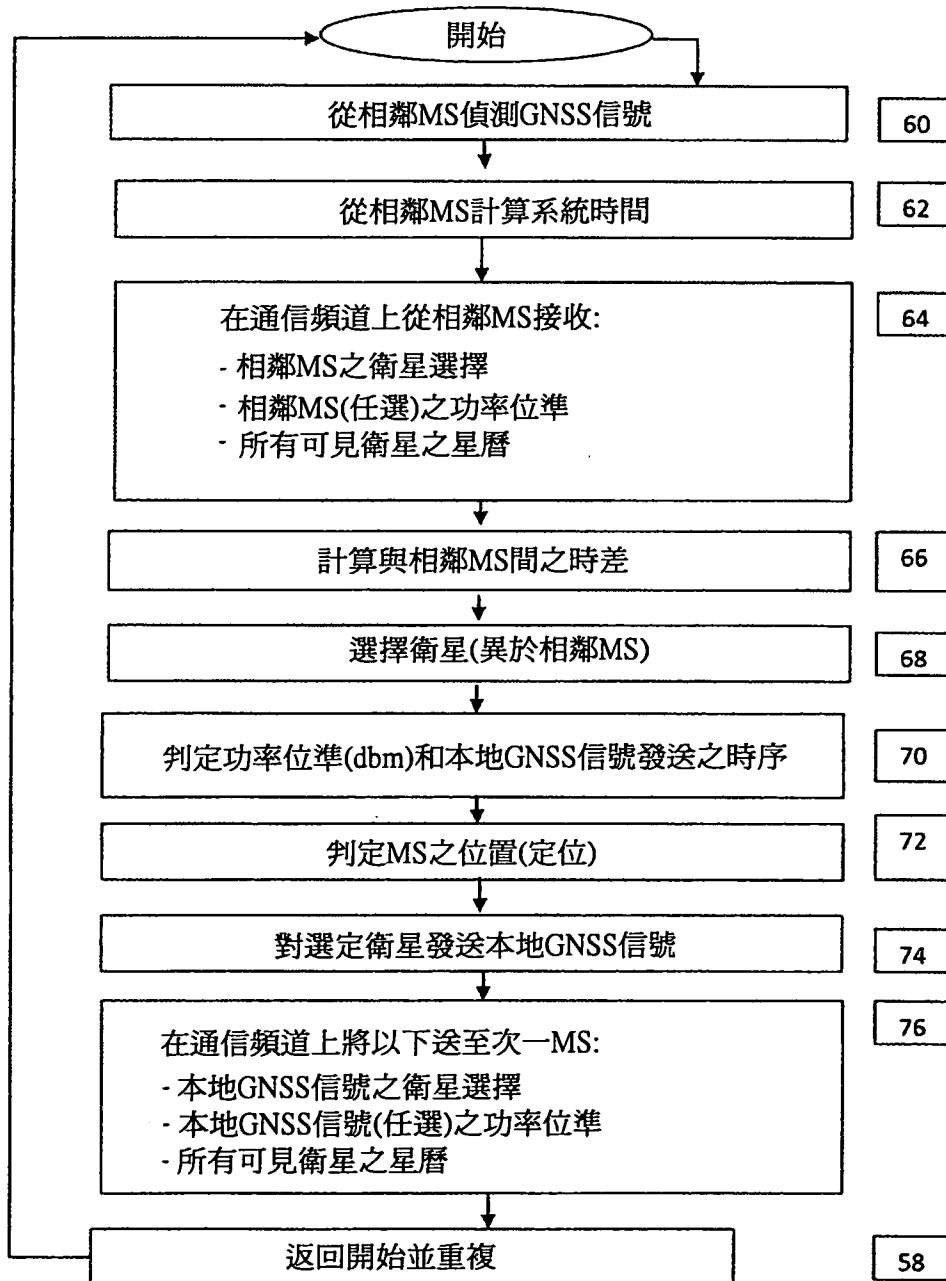 開始
從相鄰MS偵測GNSS信號
60
從相鄰MS計算系統時間
62
在通信頻道上從相鄰MS接收:
- 相鄰MS之衛星選擇
- 相鄰MS(任選)之功率位準
- 所有可見衛星之星曆
64
計算與相鄰MS間之時差
66
選擇衛星(異於相鄰MS)
68
判定功率位準(dbm)和本地GNSS信號發送之時序
70
判定MS之位置(定位)
72
對選定衛星發送本地GNSS信號
74
在通信頻道上將以下送至次一MS:
- 本地GNSS信號之衛星選擇
- 本地GNSS信號(任選)之功率位準
- 所有可見衛星之星曆
76
返回開始並重複
58